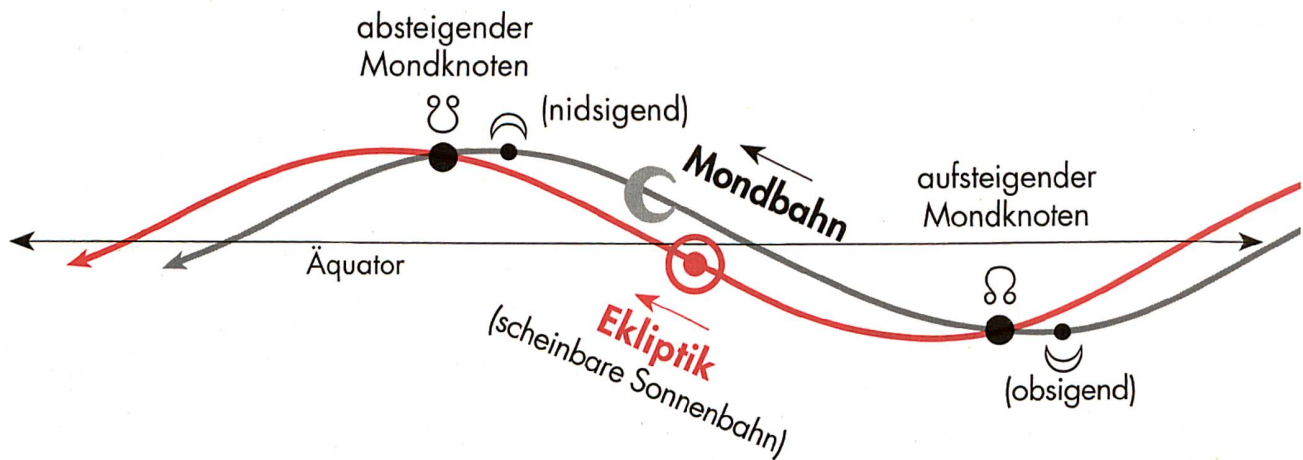 absteigender
Mondknoten
☋
(nidsigend)
Mondbahn
aufsteigender
Mondknoten
Äquator
☊
Ekliptik
(scheinbare Sonnenbahn)
(obsigend)